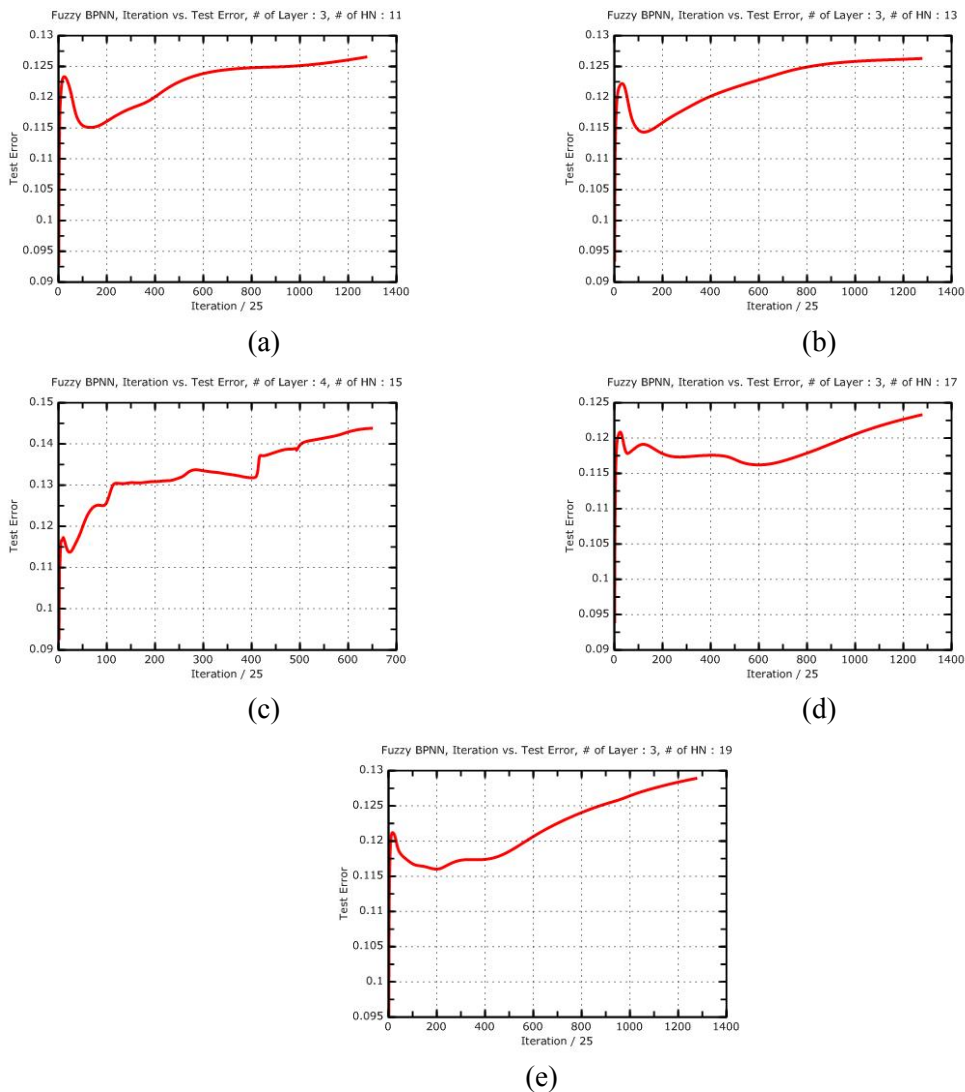 Fuzzy BPNN, Iteration vs. Test Error, # of Layer : 3, # of HN : 11
0.13
0.125
0.12
0.115
0.11
0.105
0.1
0.095
0.09
Test Error
0 200 400 600 800 1000 1200 1400
Iteration / 25
(a)
Fuzzy BPNN, Iteration vs. Test Error, # of Layer : 3, # of HN : 13
0.13
0.125
0.12
0.115
0.11
0.105
0.1
0.095
0.09
Test Error
0 200 400 600 800 1000 1200 1400
Iteration / 25
(b)
Fuzzy BPNN, Iteration vs. Test Error, # of Layer : 4, # of HN : 15
0.15
0.14
0.13
0.12
0.11
0.1
0.09
Test Error
0 100 200 300 400 500 600 700
Iteration / 25
(c)
Fuzzy BPNN, Iteration vs. Test Error, # of Layer : 3, # of HN : 17
0.125
0.12
0.115
0.11
0.105
0.1
0.095
0.09
Test Error
0 200 400 600 800 1000 1200 1400
Iteration / 25
(d)
Fuzzy BPNN, Iteration vs. Test Error, # of Layer : 3, # of HN : 19
0.13
0.125
0.12
0.115
0.11
0.105
0.1
0.095
Test Error
0 200 400 600 800 1000 1200 1400
Iteration / 25
(e)